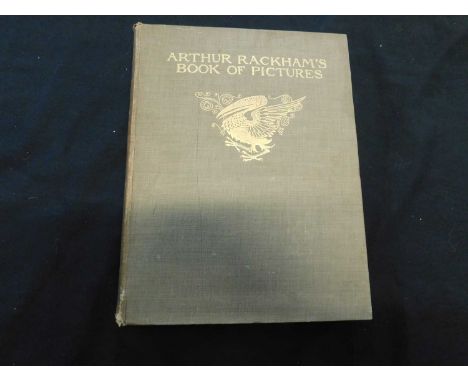 ARTHUR RACKHAM'S
BOOK OF PICTURES